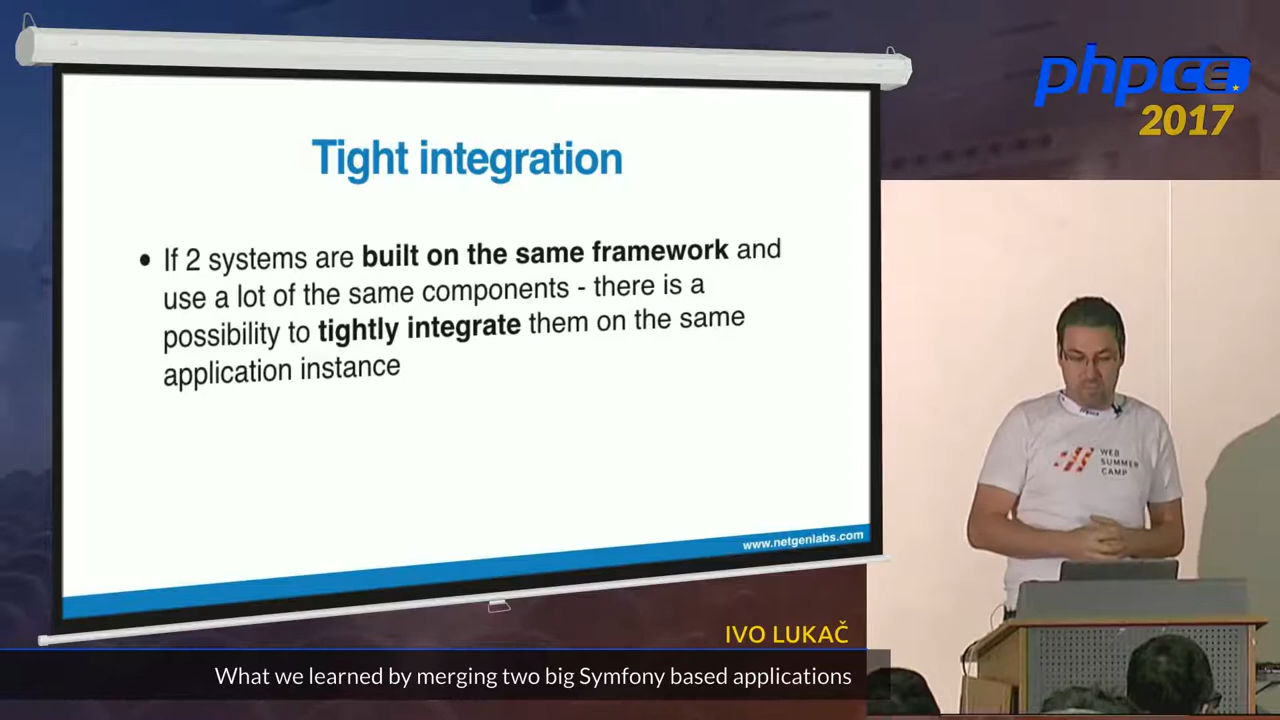 phpCE
2017
Tight integration
• If 2 systems are built on the same framework and
use a lot of the same components - there is a
possibility to tightly integrate them on the same
application instance
www.netgenlabs.com
WEB
SUMMER
CAMP
IVO LUKAČ
What we learned by merging two big Symfony based applications